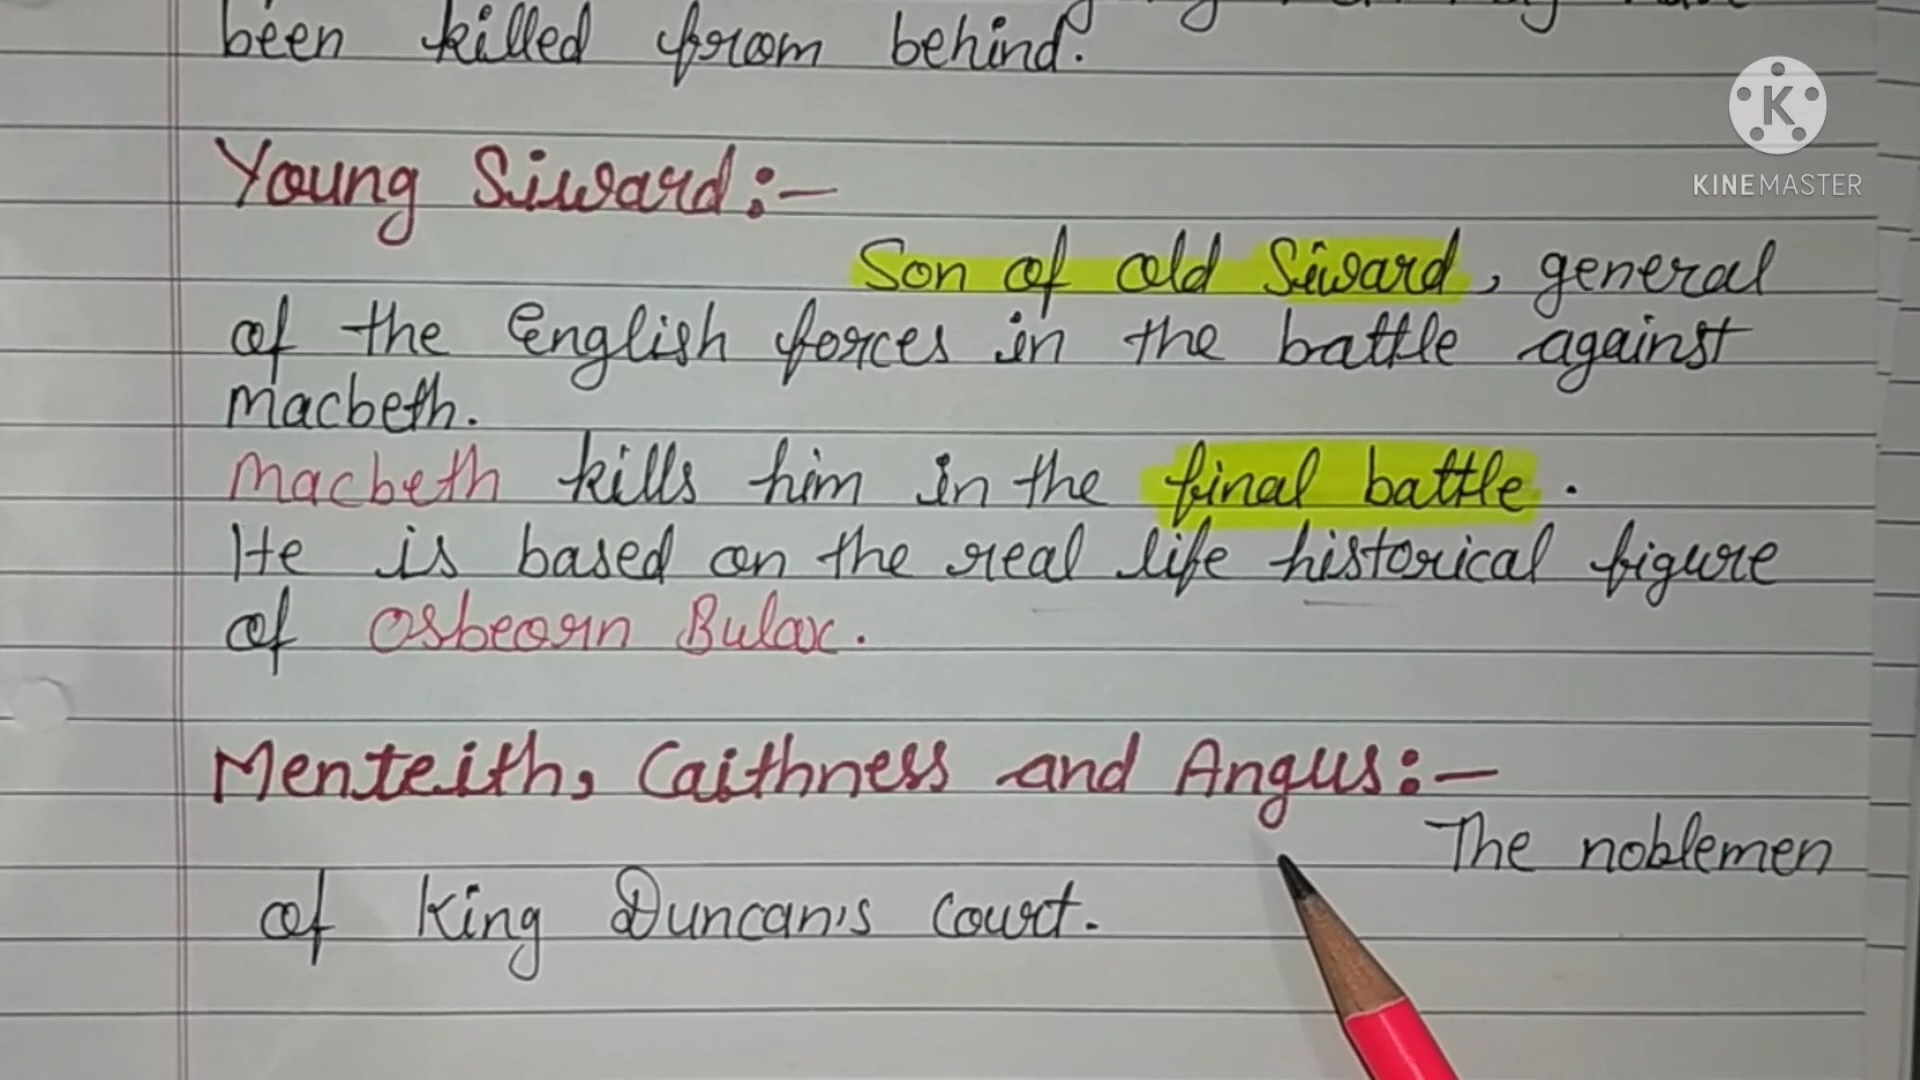 been killed from behind.
Young Siward:-
Son of old Siward, general
of the English forces in the battle against
Macbeth.
Macbeth kills him in the final battle.
He is based on the real life historical figure
of Osbeorn Bulax.
Menteith, Caithness and Angus:-
The noblemen
of King Duncan's court.
K
KINEMASTER